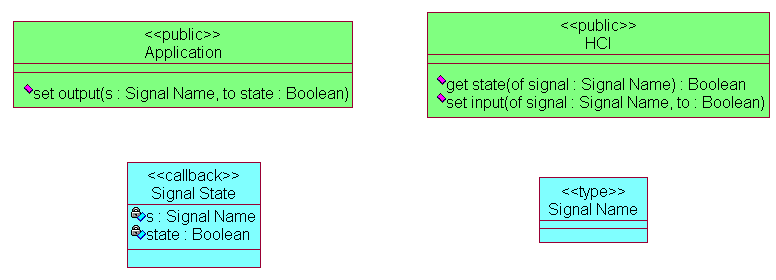 <<public>>
Application
set output(s : Signal Name, to state : Boolean)
<<public>>
HCI
get state(of signal : Signal Name) : Boolean
set input(of signal : Signal Name, to : Boolean)
<<callback>>
Signal State
s : Signal Name
state : Boolean
<<type>>
Signal Name